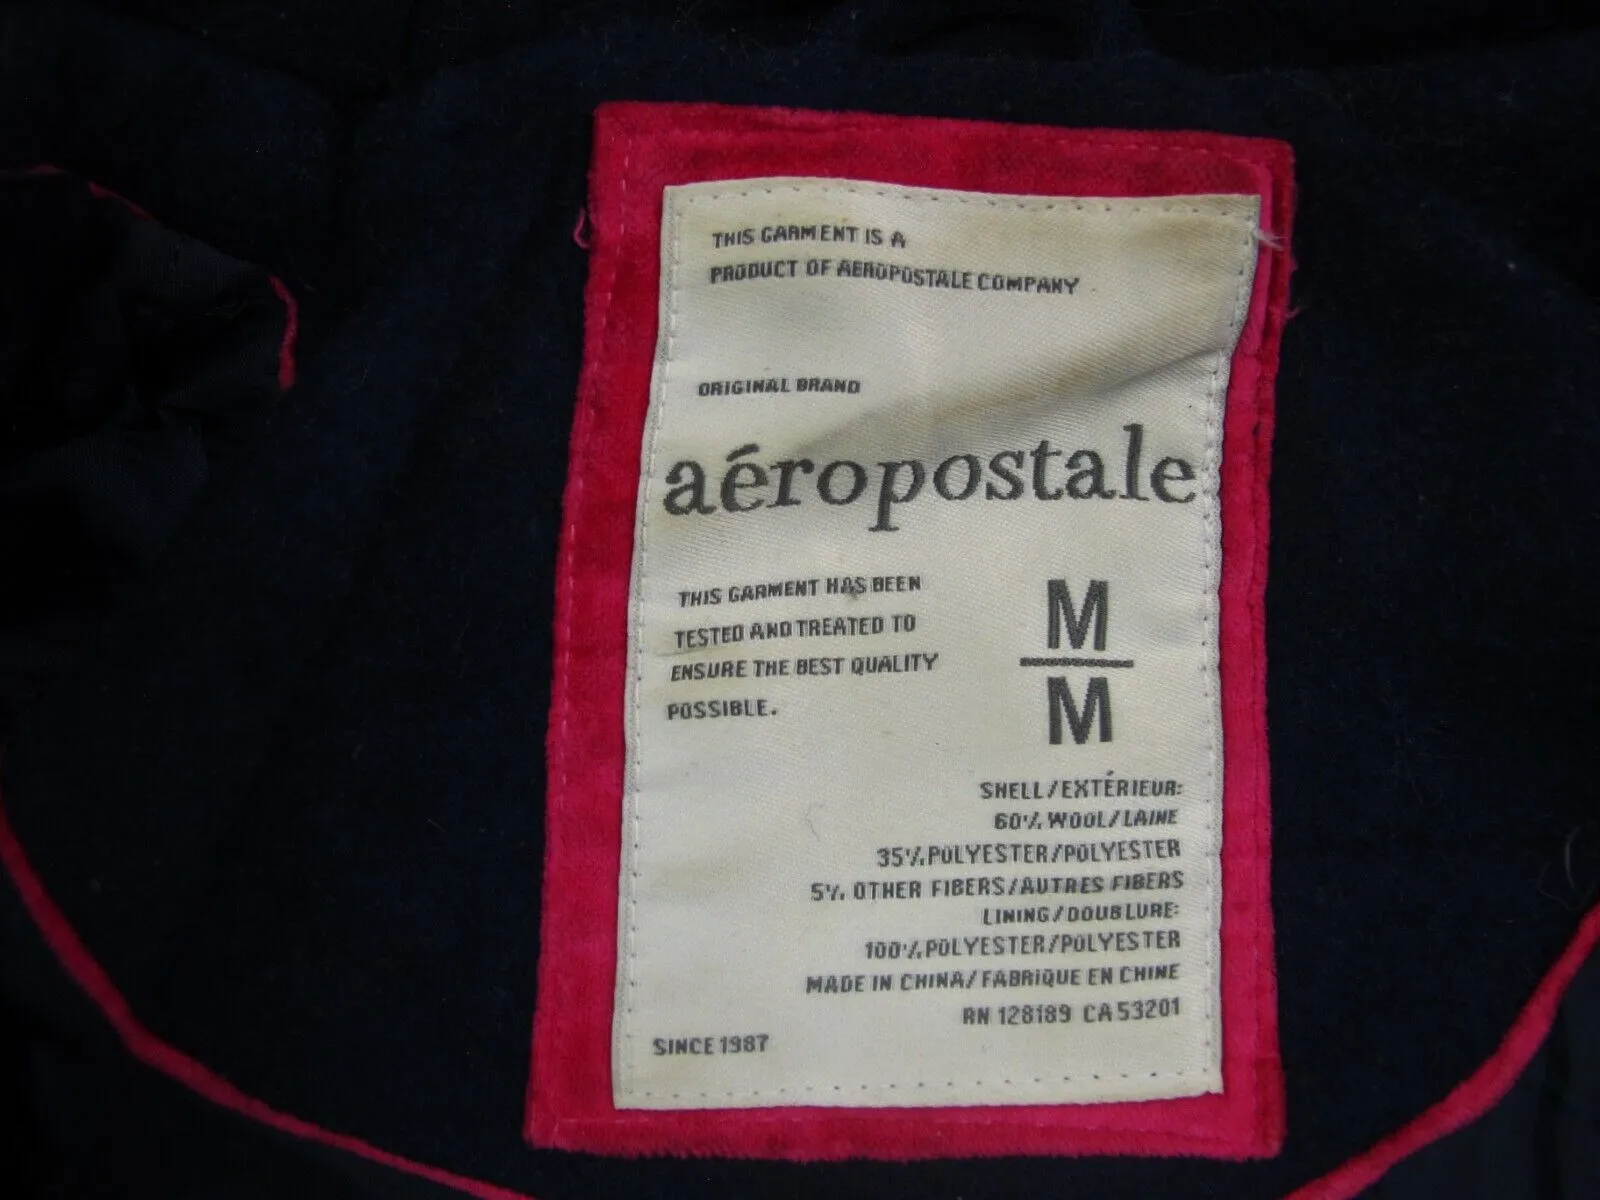 THIS GARMENT IS A
PRODUCT OF AEROPOSTALE COMPANY
ORIGINAL BRAND
aéropostale
THIS GARMENT HAS BEEN
TESTED AND TREATED TO
ENSURE THE BEST QUALITY
POSSIBLE.
M
M
SHELL/EXTÉRIEUR:
60% WOOL/LAINE
35% POLYESTER/POLYESTER
5% OTHER FIBERS/AUTRES FIBERS
LINING/DOUBLURE:
100% POLYESTER/POLYESTER
MADE IN CHINA/FABRIQUE EN CHINE
RN 128189 CA 53201
SINCE 1987